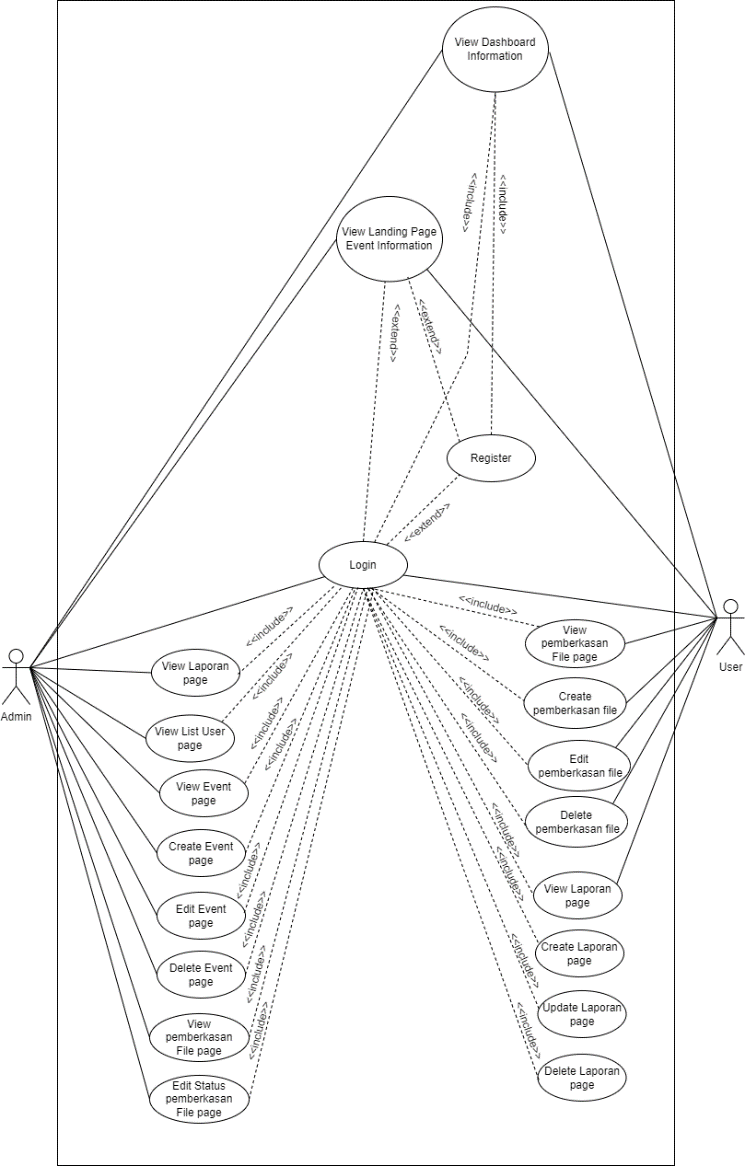 View Dashboard
Information
<<include>>
<<include>>
View Landing Page
Event Information
<<extend>>
<<extend>>
Register
<<extend>>
Login
<<include>>
<<include>>
<<include>>
<<include>>
<<include>>
<<include>>
<<include>>
<<include>>
Admin
View Laporan
page
View List User
page
View Event
page
Create Event
page
Edit Event
page
Delete Event
page
View
pemberkasan
File page
Edit Status
pemberkasan
File page
<<include>>
<<include>>
<<include>>
<<include>>
<<include>>
<<include>>
<<include>>
<<include>>
View
pemberkasan
File page
Create
pemberkasan file
Edit
pemberkasan file
Delete
pemberkasan file
View Laporan
page
Create Laporan
page
Update Laporan
page
Delete Laporan
page
User